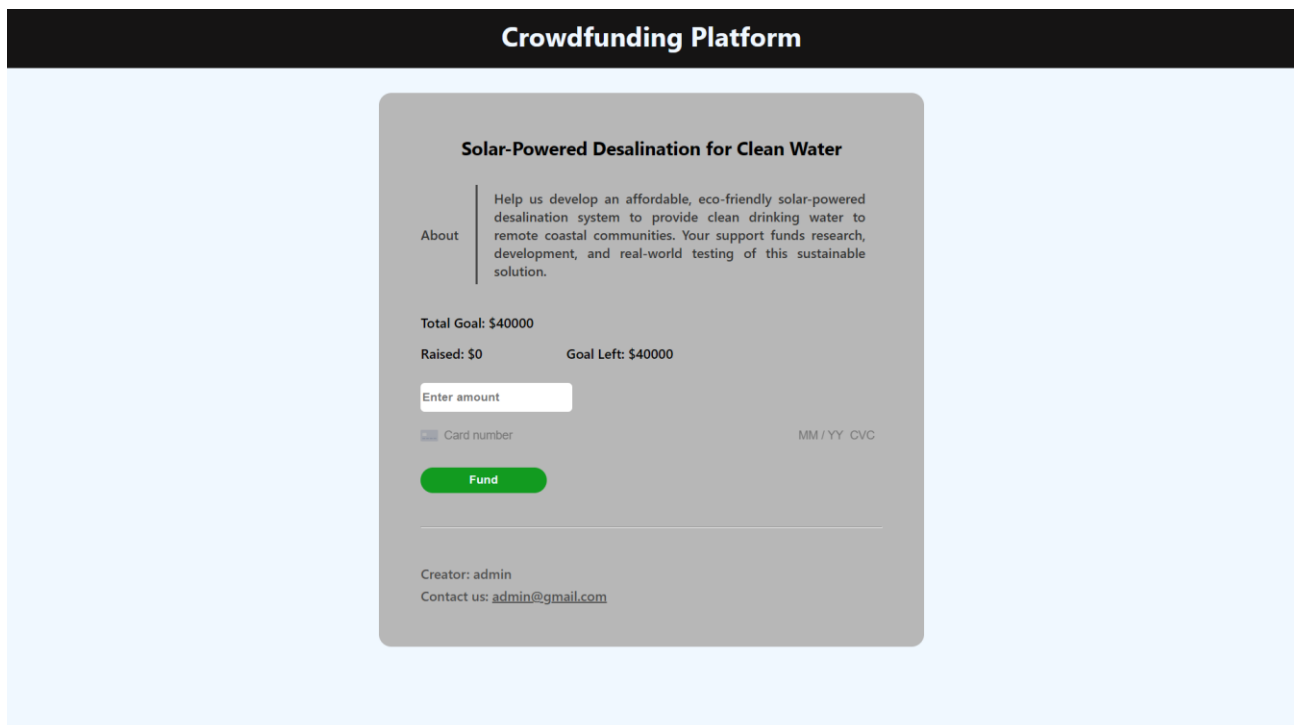 Crowdfunding Platform
Solar-Powered Desalination for Clean Water
About
Help us develop an affordable, eco-friendly solar-powered
desalination system to provide clean drinking water to
remote coastal communities. Your support funds research,
development, and real-world testing of this sustainable
solution.
Total Goal: $40000
Raised: $0 Goal Left: $40000
Enter amount
Card number MM / YY CVC
Fund
Creator: admin
Contact us: admin@gmail.com